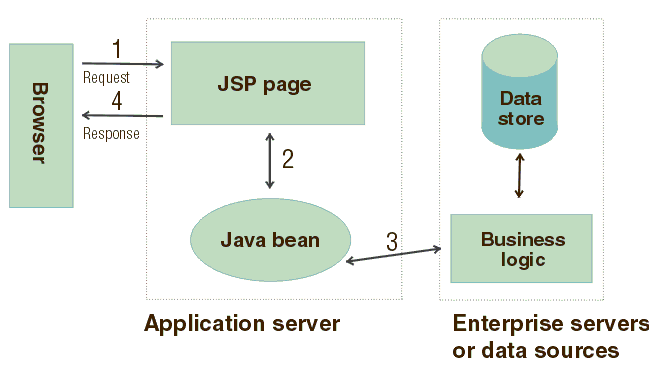 Browser
1
Request
4
Response
JSP page
2
Java bean
3
Data
store
Business
logic
Application server
Enterprise servers
or data sources